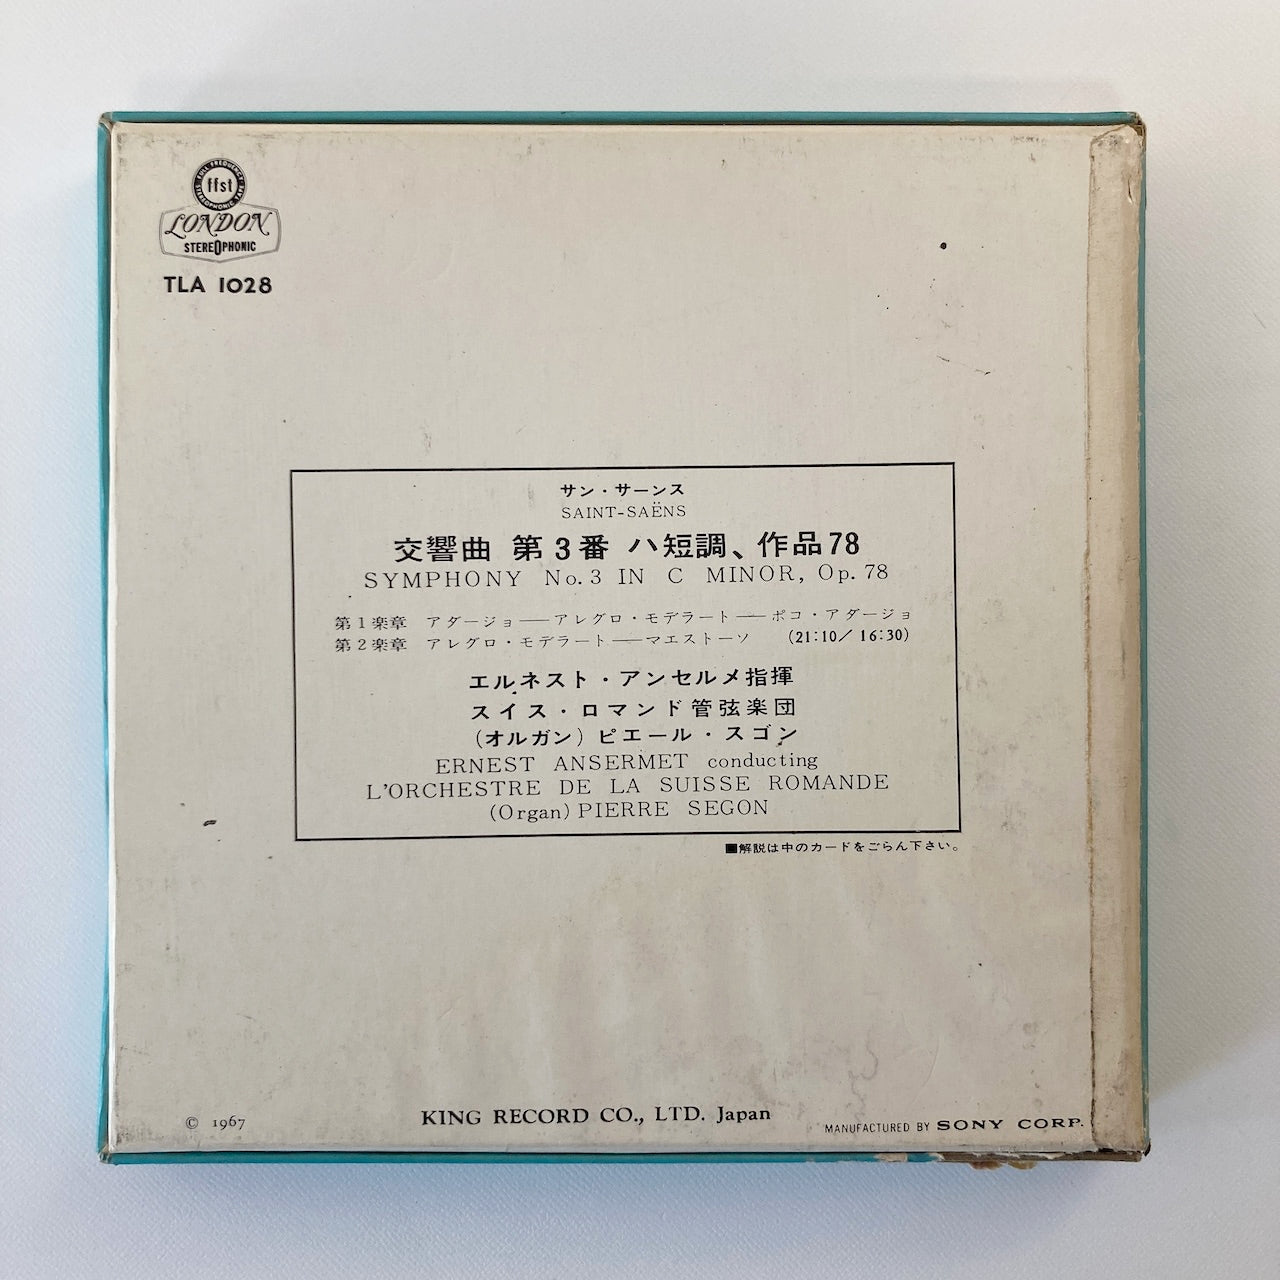 FULL FREQUENCY
ffst
STEREOPHONIC TAPE
LONDON
STEREOPHONIC
TLA 1028
サン・サーンス
SAINT-SAËNS
交響曲 第3番 ハ短調、作品78
SYMPHONY No.3 IN C MINOR, Op.78
第1楽章 アダージョ――アレグロ・モデラート――ポコ・アダージョ
第2楽章 アレグロ・モデラート――マエストーソ (21:10/16:30)
エルネスト・アンセルメ指揮
スイス・ロマンド管弦楽団
(オルガン) ピエール・スゴン
ERNEST ANSERMET conducting
L'ORCHESTRE DE LA SUISSE ROMANDE
(Organ) PIERRE SEGON
■解説は中のカードをごらん下さい。
© 1967
KING RECORD CO., LTD. Japan
MANUFACTURED BY SONY CORP.